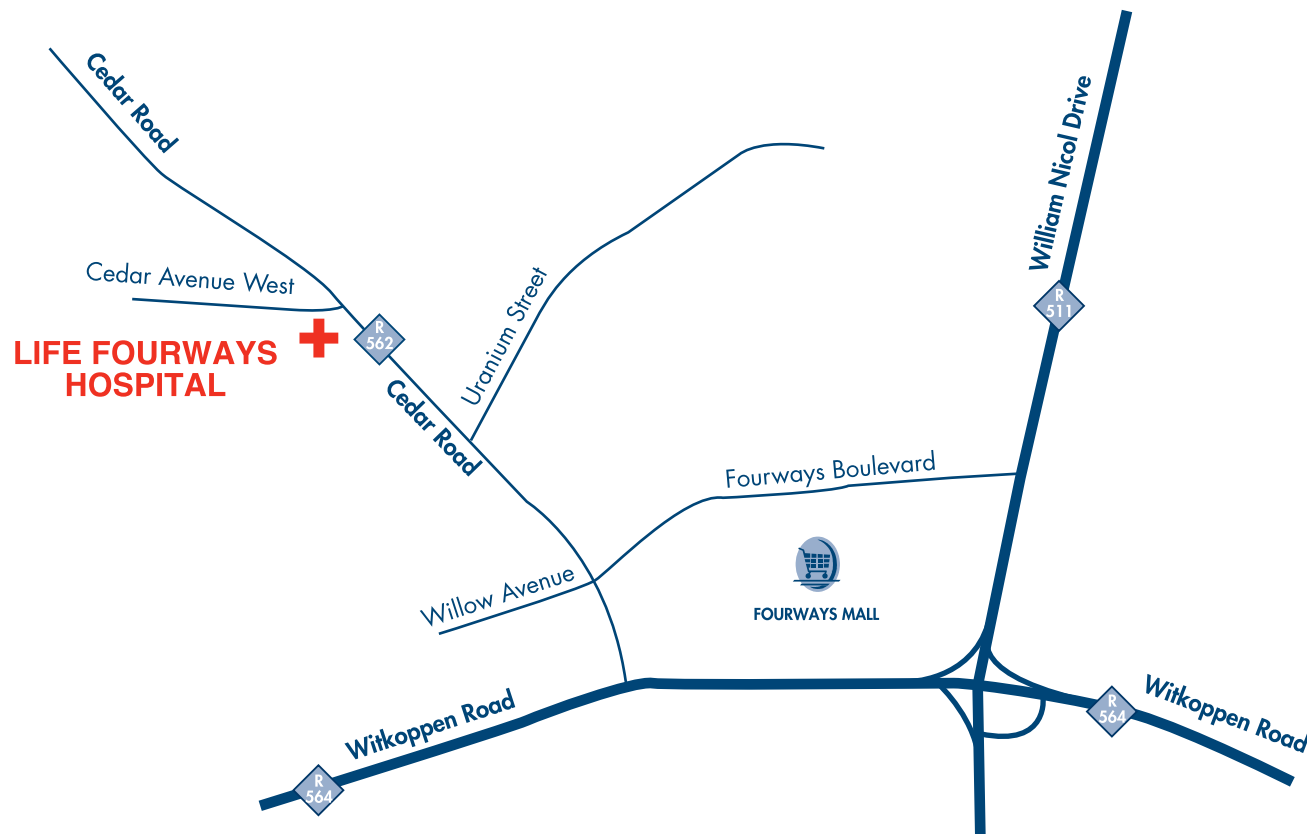 Cedar Road
William Nicol Drive
Cedar Avenue West
Uranium Street
R
511
R
562
LIFE FOURWAYS
HOSPITAL
Cedar Road
Fourways Boulevard
Willow Avenue
FOURWAYS MALL
Witkoppen Road
R
564
Witkoppen Road
R
564